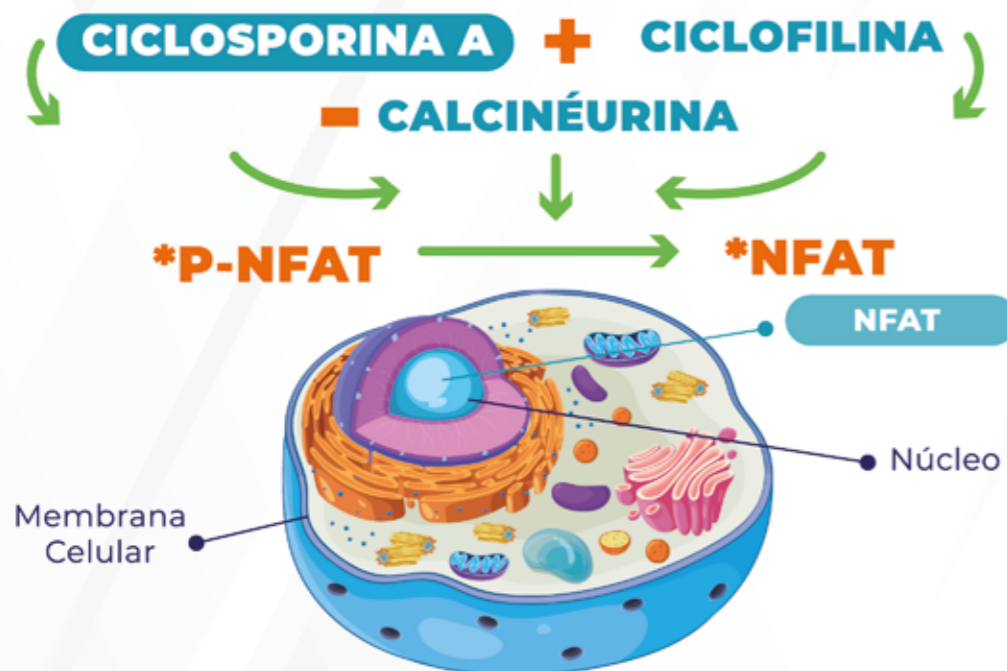 CICLOSPORINA A + CICLOFILINA
- CALCINÉURINA
*P-NFAT *NFAT
NFAT
Núcleo
Membrana
Celular